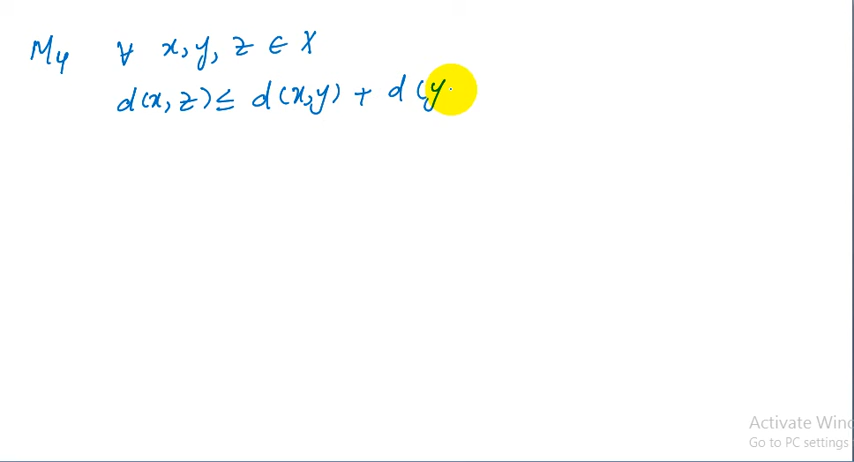 M4 ∀ x, y, z ∈ X
d(x, z) ≤ d(x,y) + d(y
Activate Wind
Go to PC settings